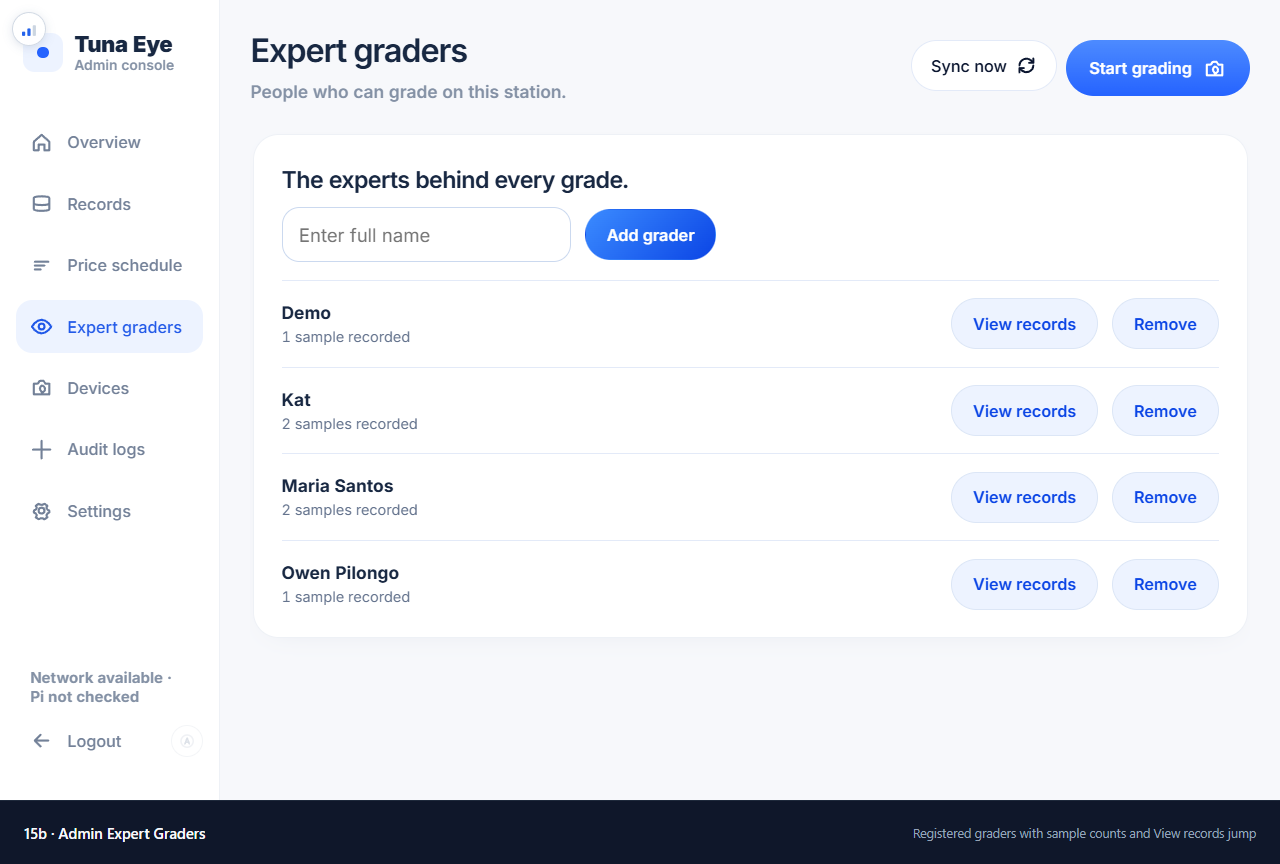 Tuna Eye
Admin console
Overview
Records
Price schedule
Expert graders
Devices
Audit logs
Settings
Network available ·
Pi not checked
Logout
A
Expert graders
People who can grade on this station.
Sync now
Start grading
The experts behind every grade.
Enter full name
Add grader
Demo
1 sample recorded
View records
Remove
Kat
2 samples recorded
View records
Remove
Maria Santos
2 samples recorded
View records
Remove
Owen Pilongo
1 sample recorded
View records
Remove
15b · Admin Expert Graders
Registered graders with sample counts and View records jump